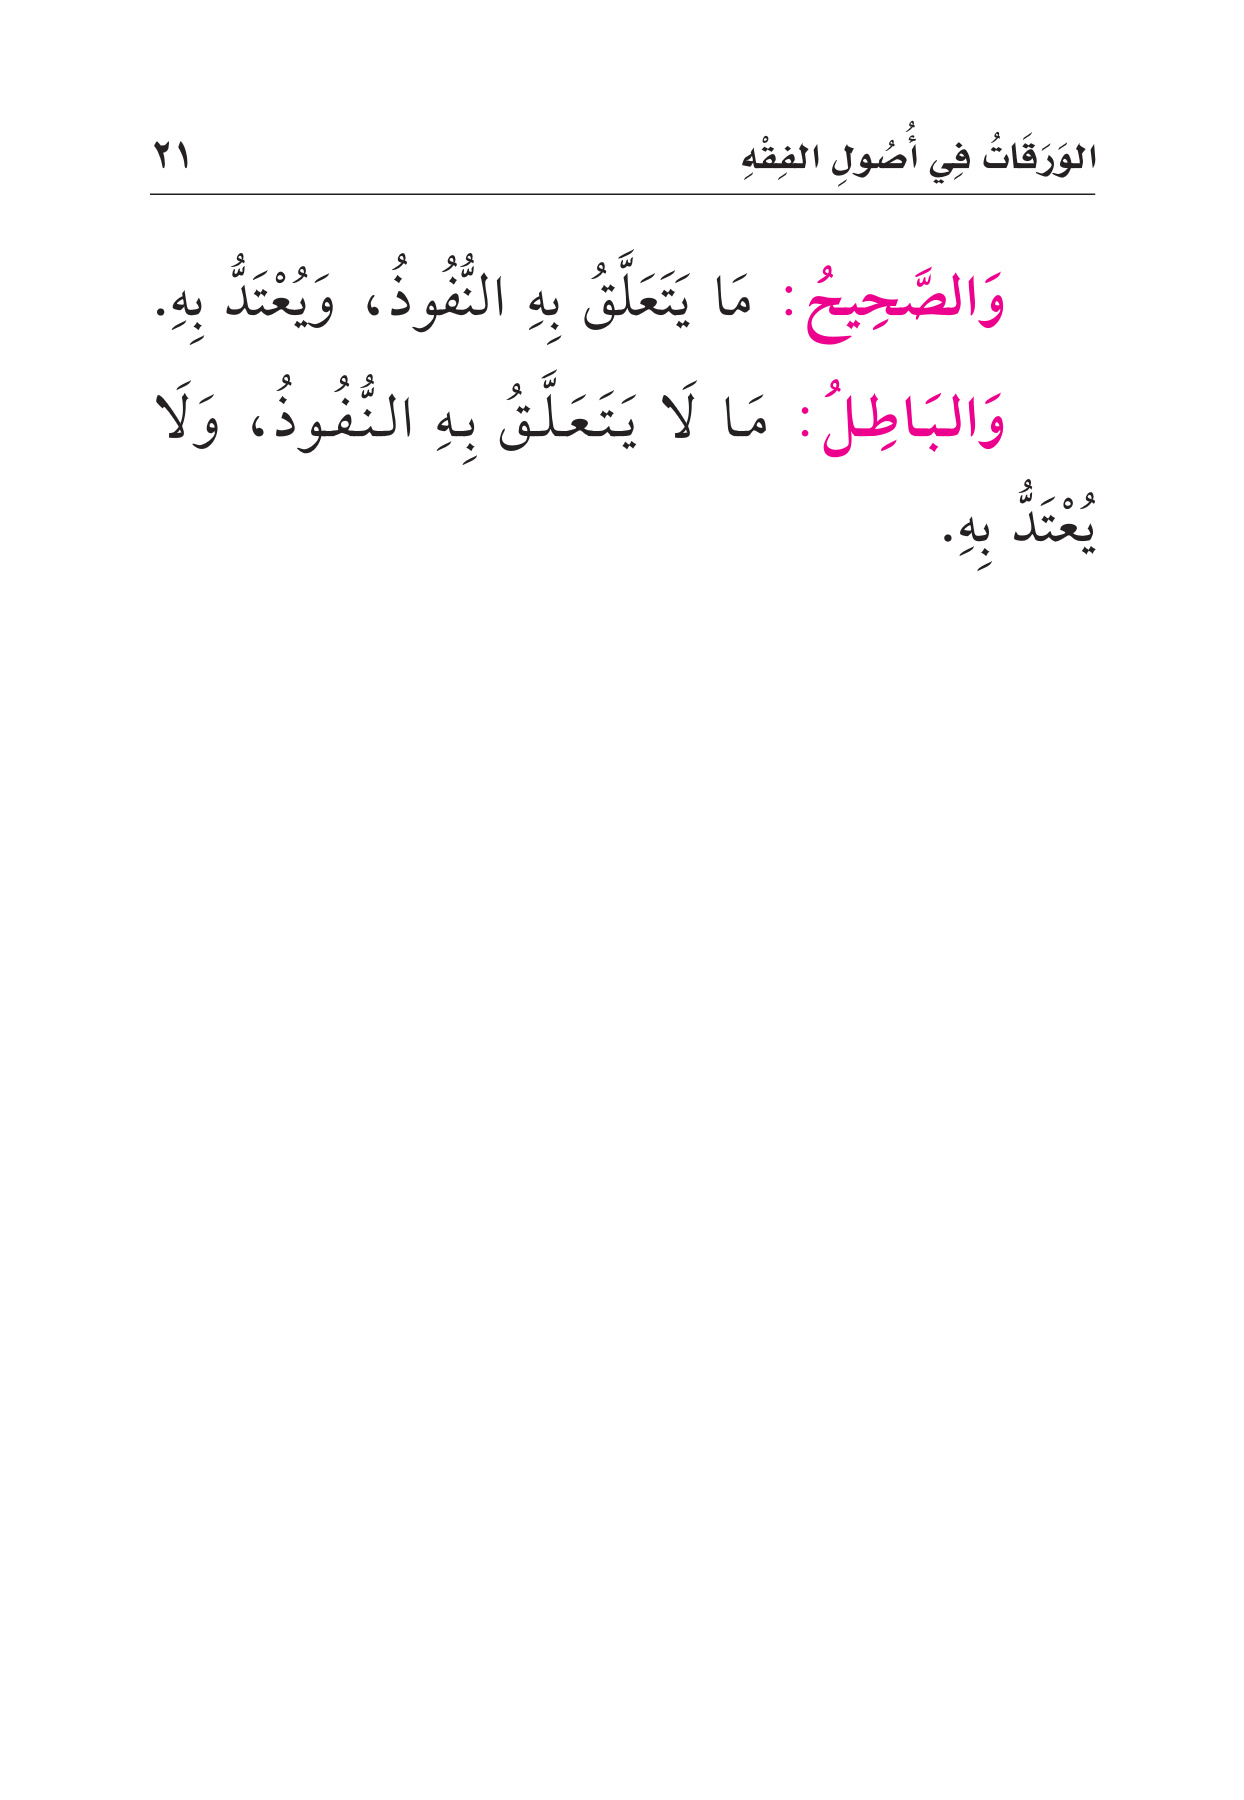 الوَرَقَاتُ فِي أُصُولِ الفِقْهِ ٢١
وَالصَّحِيحُ: مَا يَتَعَلَّقُ بِهِ النُّفُوذُ، وَيُعْتَدُّ بِهِ.
وَالبَاطِلُ: مَا لَا يَتَعَلَّقُ بِهِ النُّفُوذُ، وَلَا
يُعْتَدُّ بِهِ.